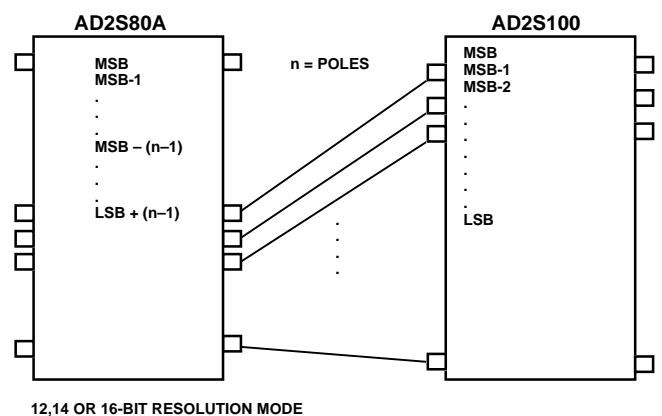 AD2S80A
AD2S100
MSB
MSB-1
.
.
.
MSB – (n–1)
.
.
.
LSB + (n–1)
n = POLES
.
.
.
.
MSB
MSB-1
MSB-2
.
.
.
.
.
.
.
LSB
12,14 OR 16-BIT RESOLUTION MODE